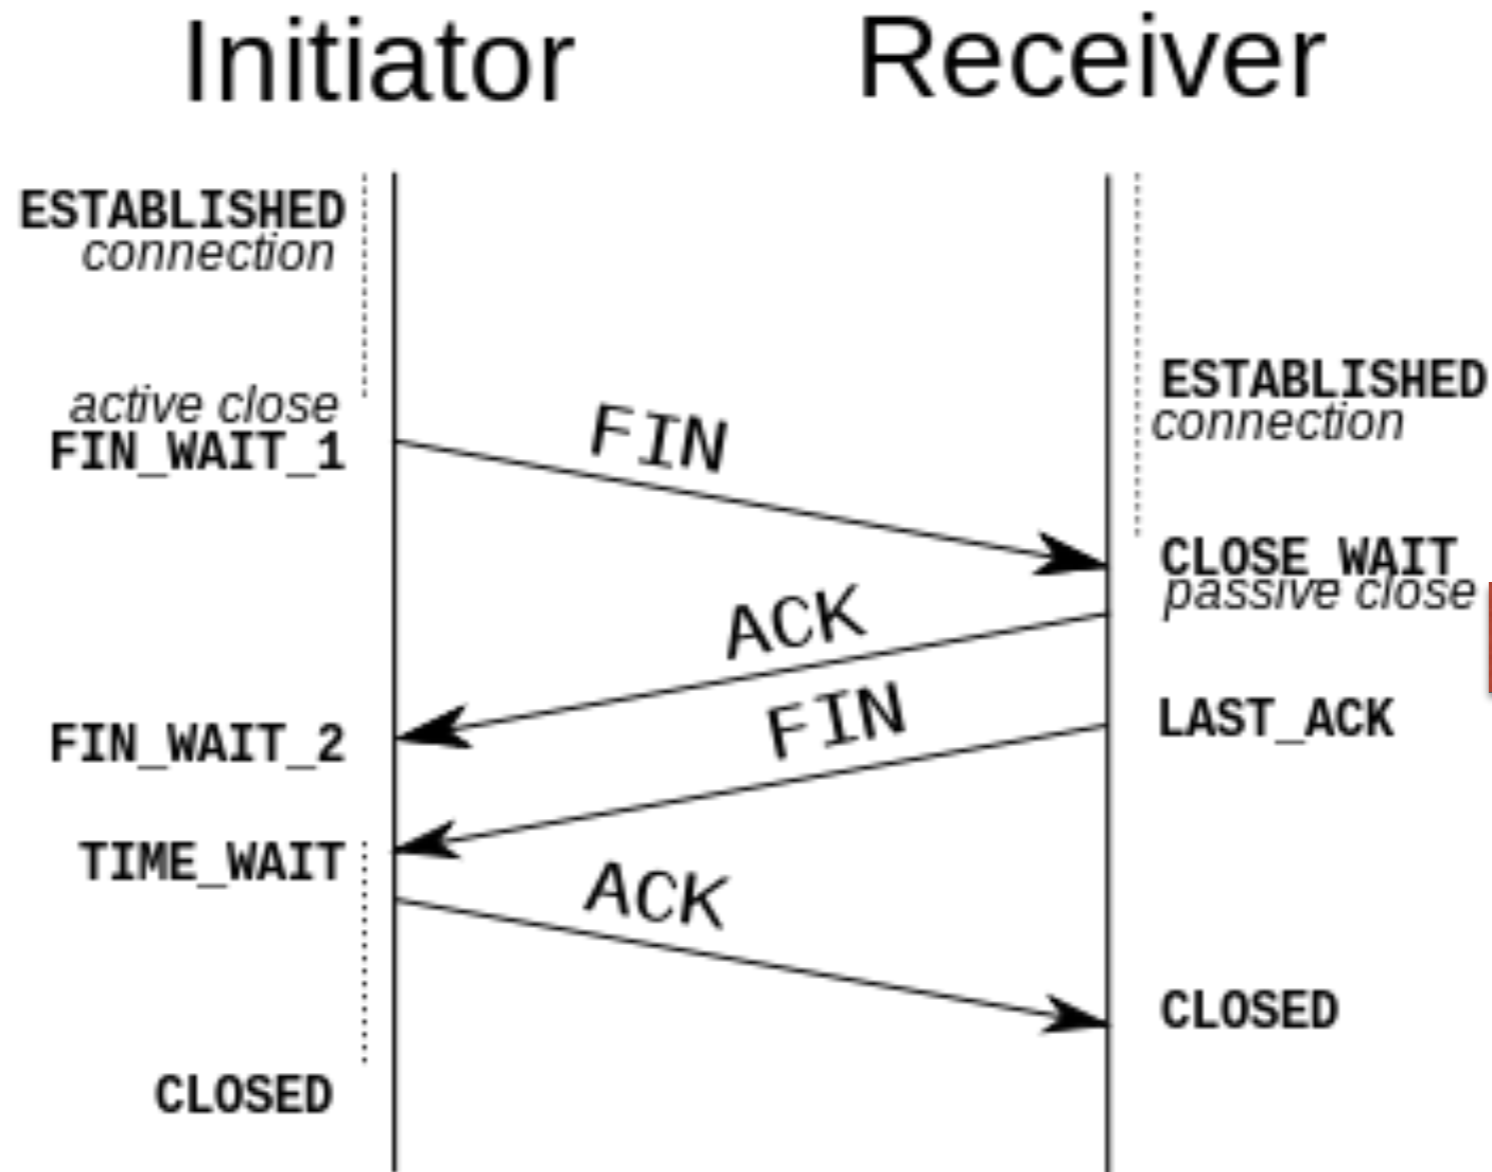 Initiator
Receiver
ESTABLISHED
connection
ESTABLISHED
connection
active close
FIN_WAIT_1
FIN
CLOSE_WAIT
passive close
ACK
FIN_WAIT_2
FIN
LAST_ACK
TIME_WAIT
ACK
CLOSED
CLOSED